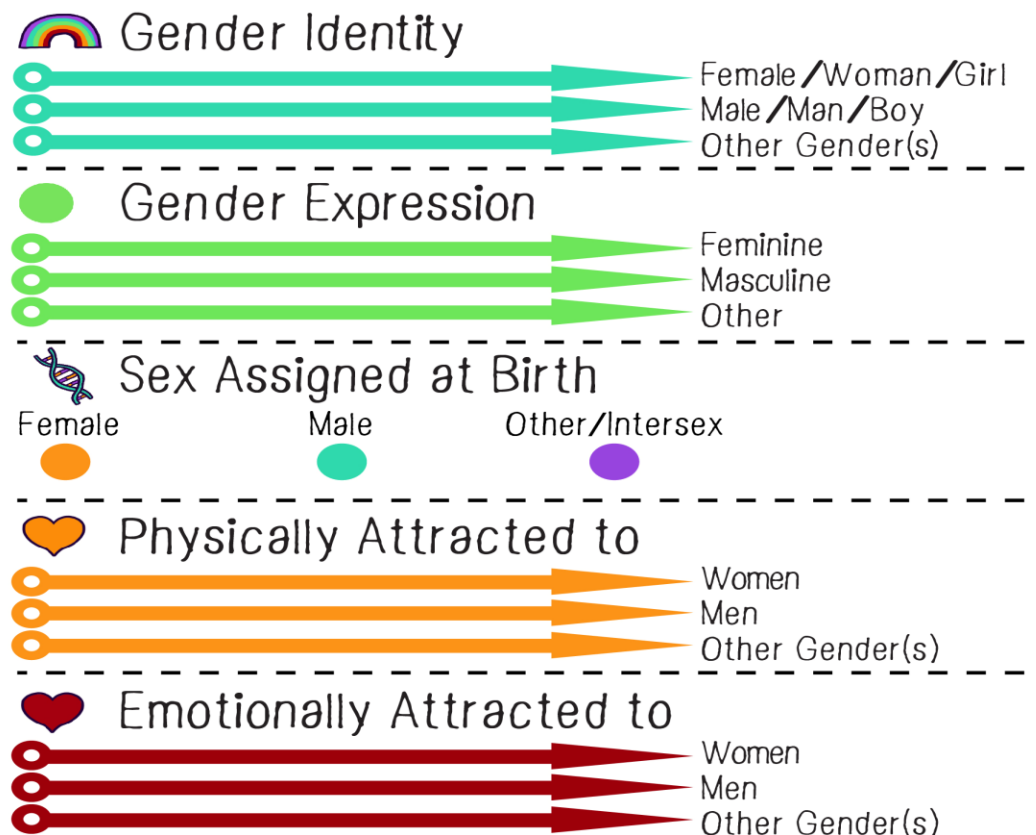 Gender Identity
Female/Woman/Girl
Male/Man/Boy
Other Gender(s)
Gender Expression
Feminine
Masculine
Other
Sex Assigned at Birth
Female Male Other/Intersex
Physically Attracted to
Women
Men
Other Gender(s)
Emotionally Attracted to
Women
Men
Other Gender(s)